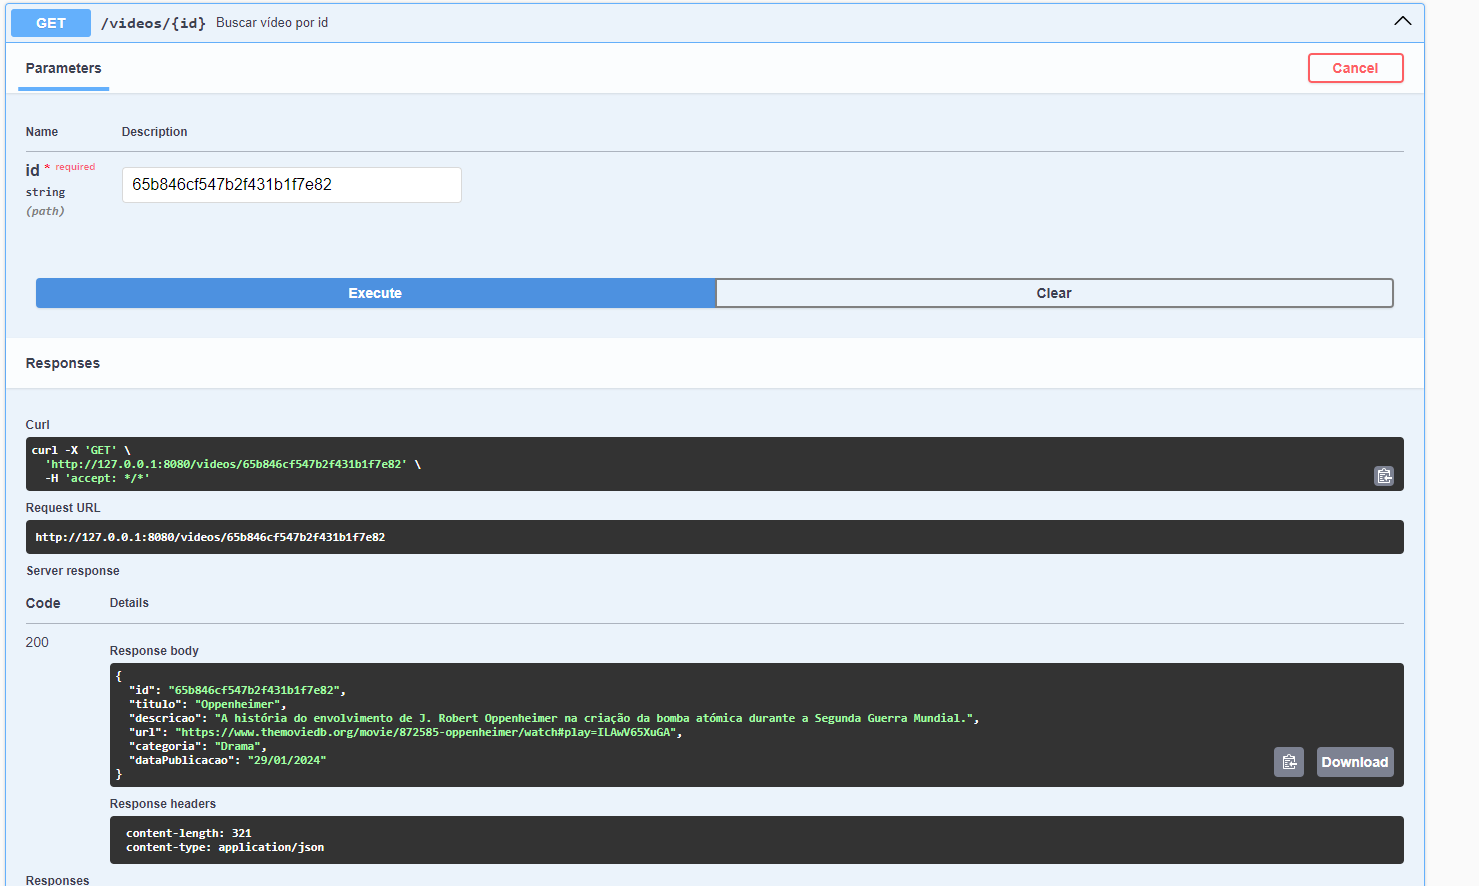 GET /videos/{id} Buscar vídeo por id
Parameters
Cancel
Name Description
id * required
string
(path)
65b846cf547b2f431b1f7e82
Execute Clear
Responses
Curl
curl -X 'GET' \
'http://127.0.0.1:8080/videos/65b846cf547b2f431b1f7e82' \
-H 'accept: */*'
Request URL
http://127.0.0.1:8080/videos/65b846cf547b2f431b1f7e82
Server response
Code Details
200
Response body
{
"id": "65b846cf547b2f431b1f7e82",
"titulo": "Oppenheimer",
"descricao": "A história do envolvimento de J. Robert Oppenheimer na criação da bomba atómica durante a Segunda Guerra Mundial.",
"url": "https://www.themoviedb.org/movie/872585-oppenheimer/watch#play=ILAwV65XuGA",
"categoria": "Drama",
"dataPublicacao": "29/01/2024"
}
Download
Response headers
content-length: 321
content-type: application/json
Responses